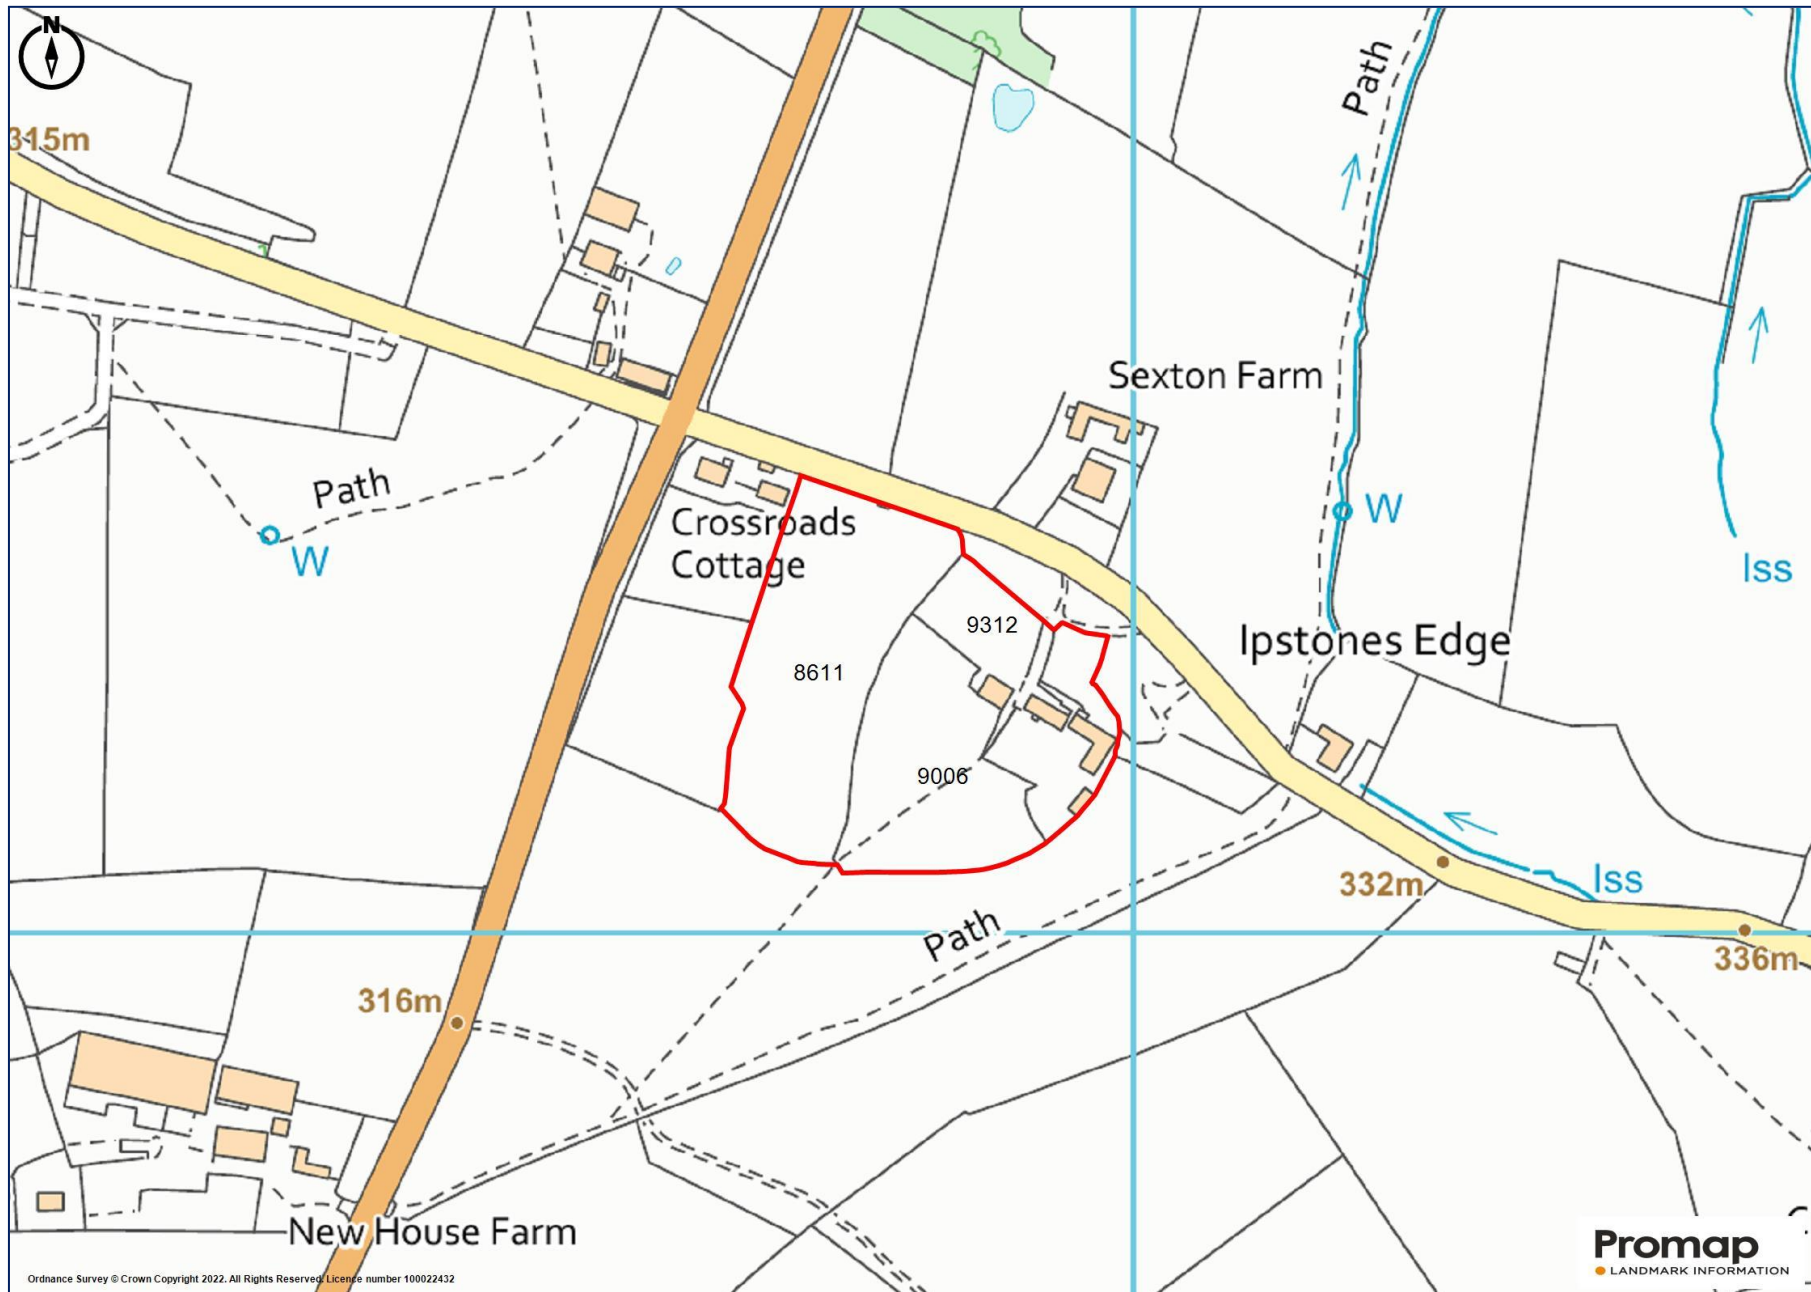 N
315m
Path
Sexton Farm
Path
W
W
Crossroads
Cottage
Iss
9312
Ipstones Edge
8611
9006
332m
Iss
Path
336m
316m
New House Farm
Promap
LANDMARK INFORMATION
Ordnance Survey © Crown Copyright 2022. All Rights Reserved. Licence number 100022432